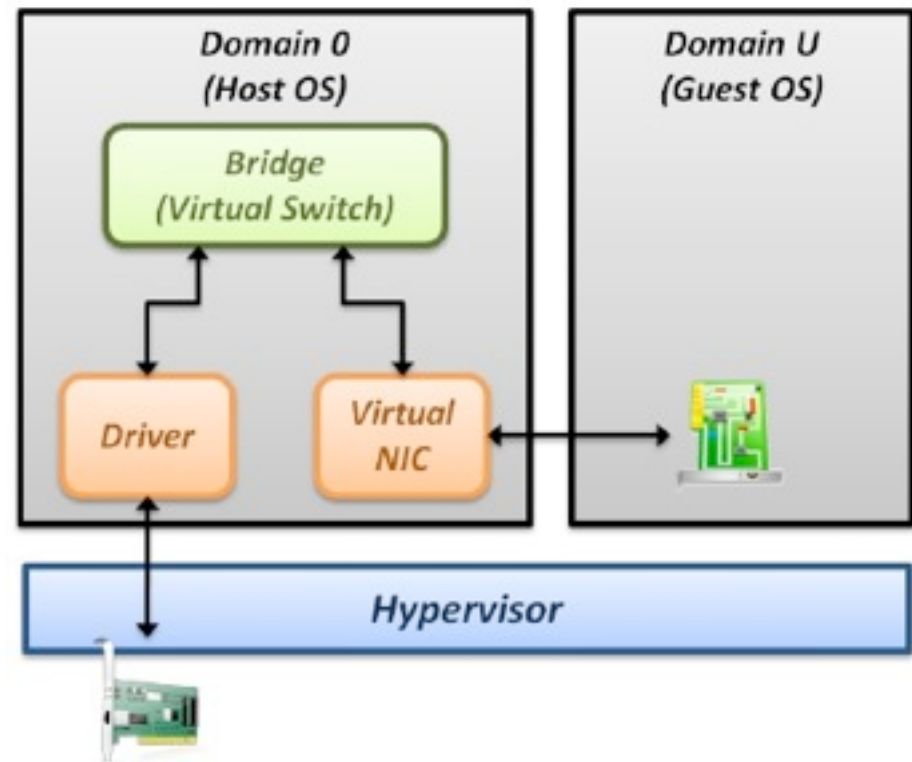 Domain 0
(Host OS)
Domain U
(Guest OS)
Bridge
(Virtual Switch)
Driver
Virtual
NIC
Hypervisor